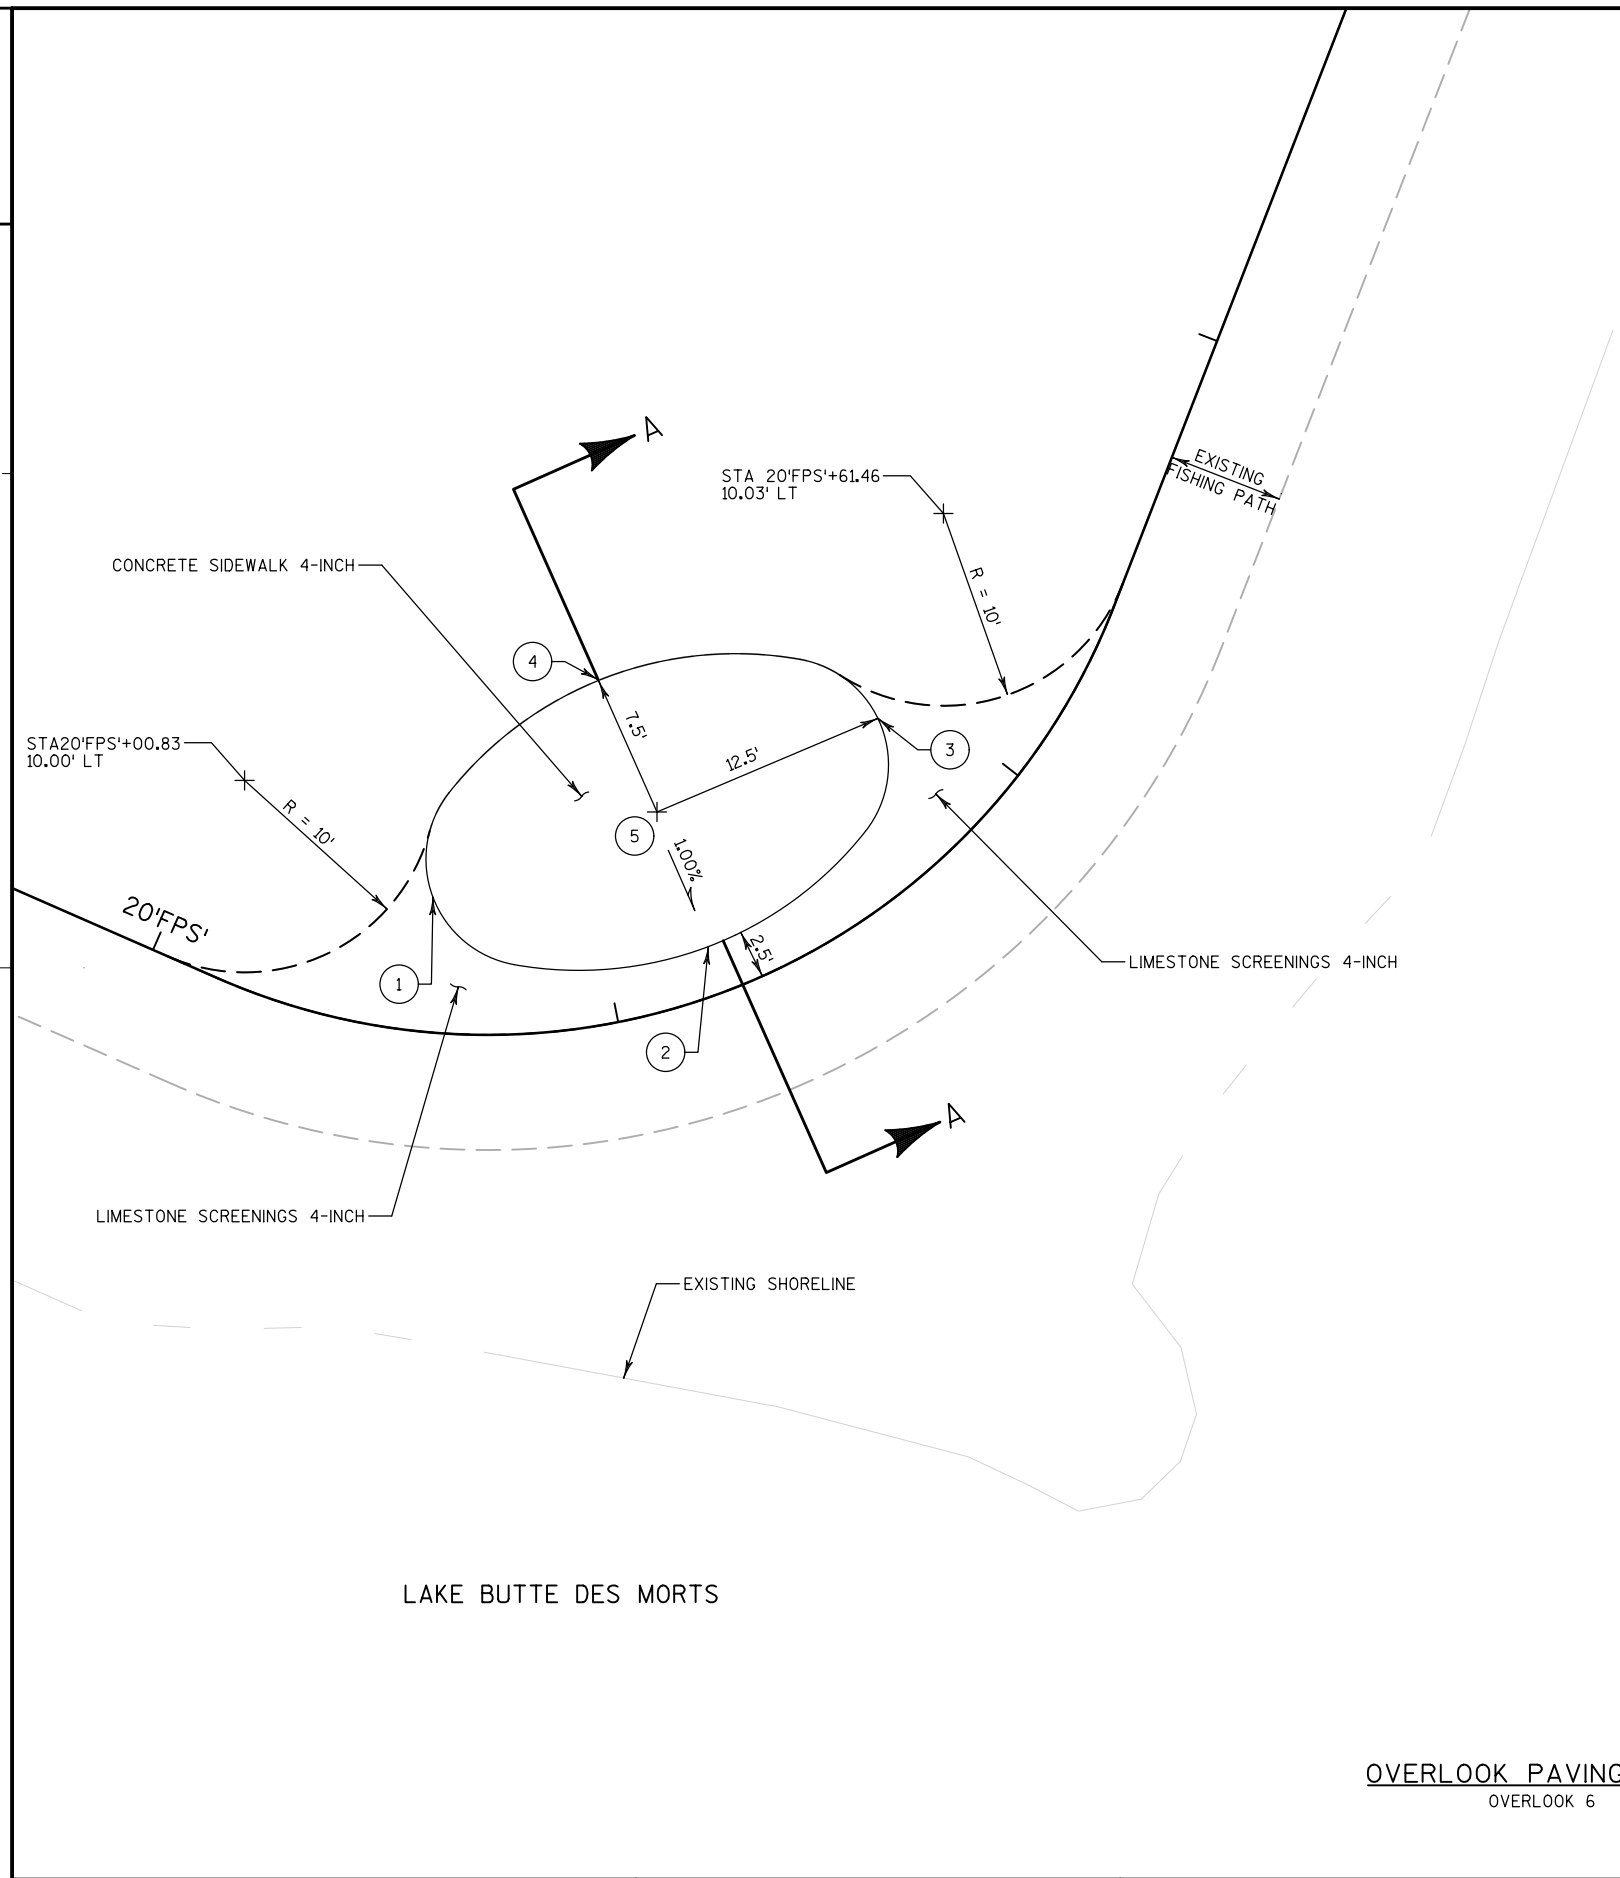 A
STA 20'FPS'+61.46
10.03' LT
EXISTING
FISHING PATH
CONCRETE SIDEWALK 4-INCH
R = 10'
4
7.5'
3
STA20'FPS'+00.83
10.00' LT
12.5'
R = 10'
5
1.00%
20'FPS'
2.5'
LIMESTONE SCREENINGS 4-INCH
1
2
A
LIMESTONE SCREENINGS 4-INCH
EXISTING SHORELINE
LAKE BUTTE DES MORTS
OVERLOOK PAVING
OVERLOOK 6